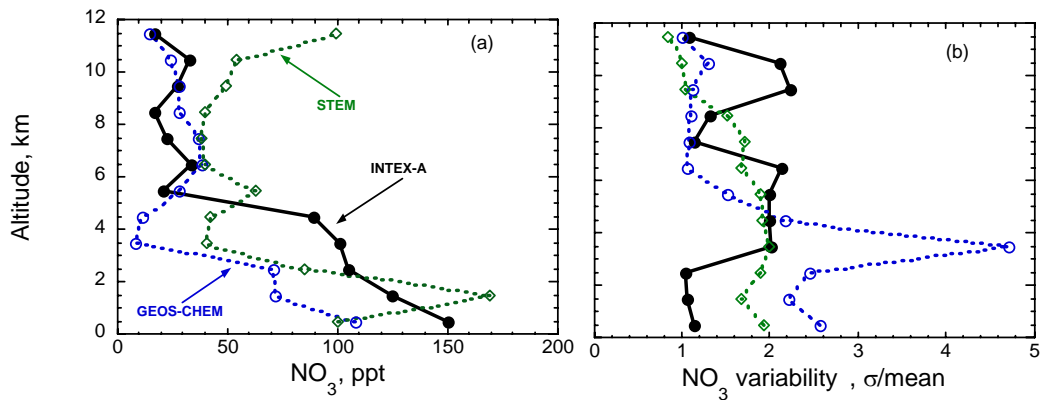 12
10
8
6
4
2
0
Altitude, km
(a)
STEM
INTEX-A
GEOS-CHEM
0 50 100 150 200
NO3, ppt
(b)
0 1 2 3 4 5
NO3 variability , σ/mean